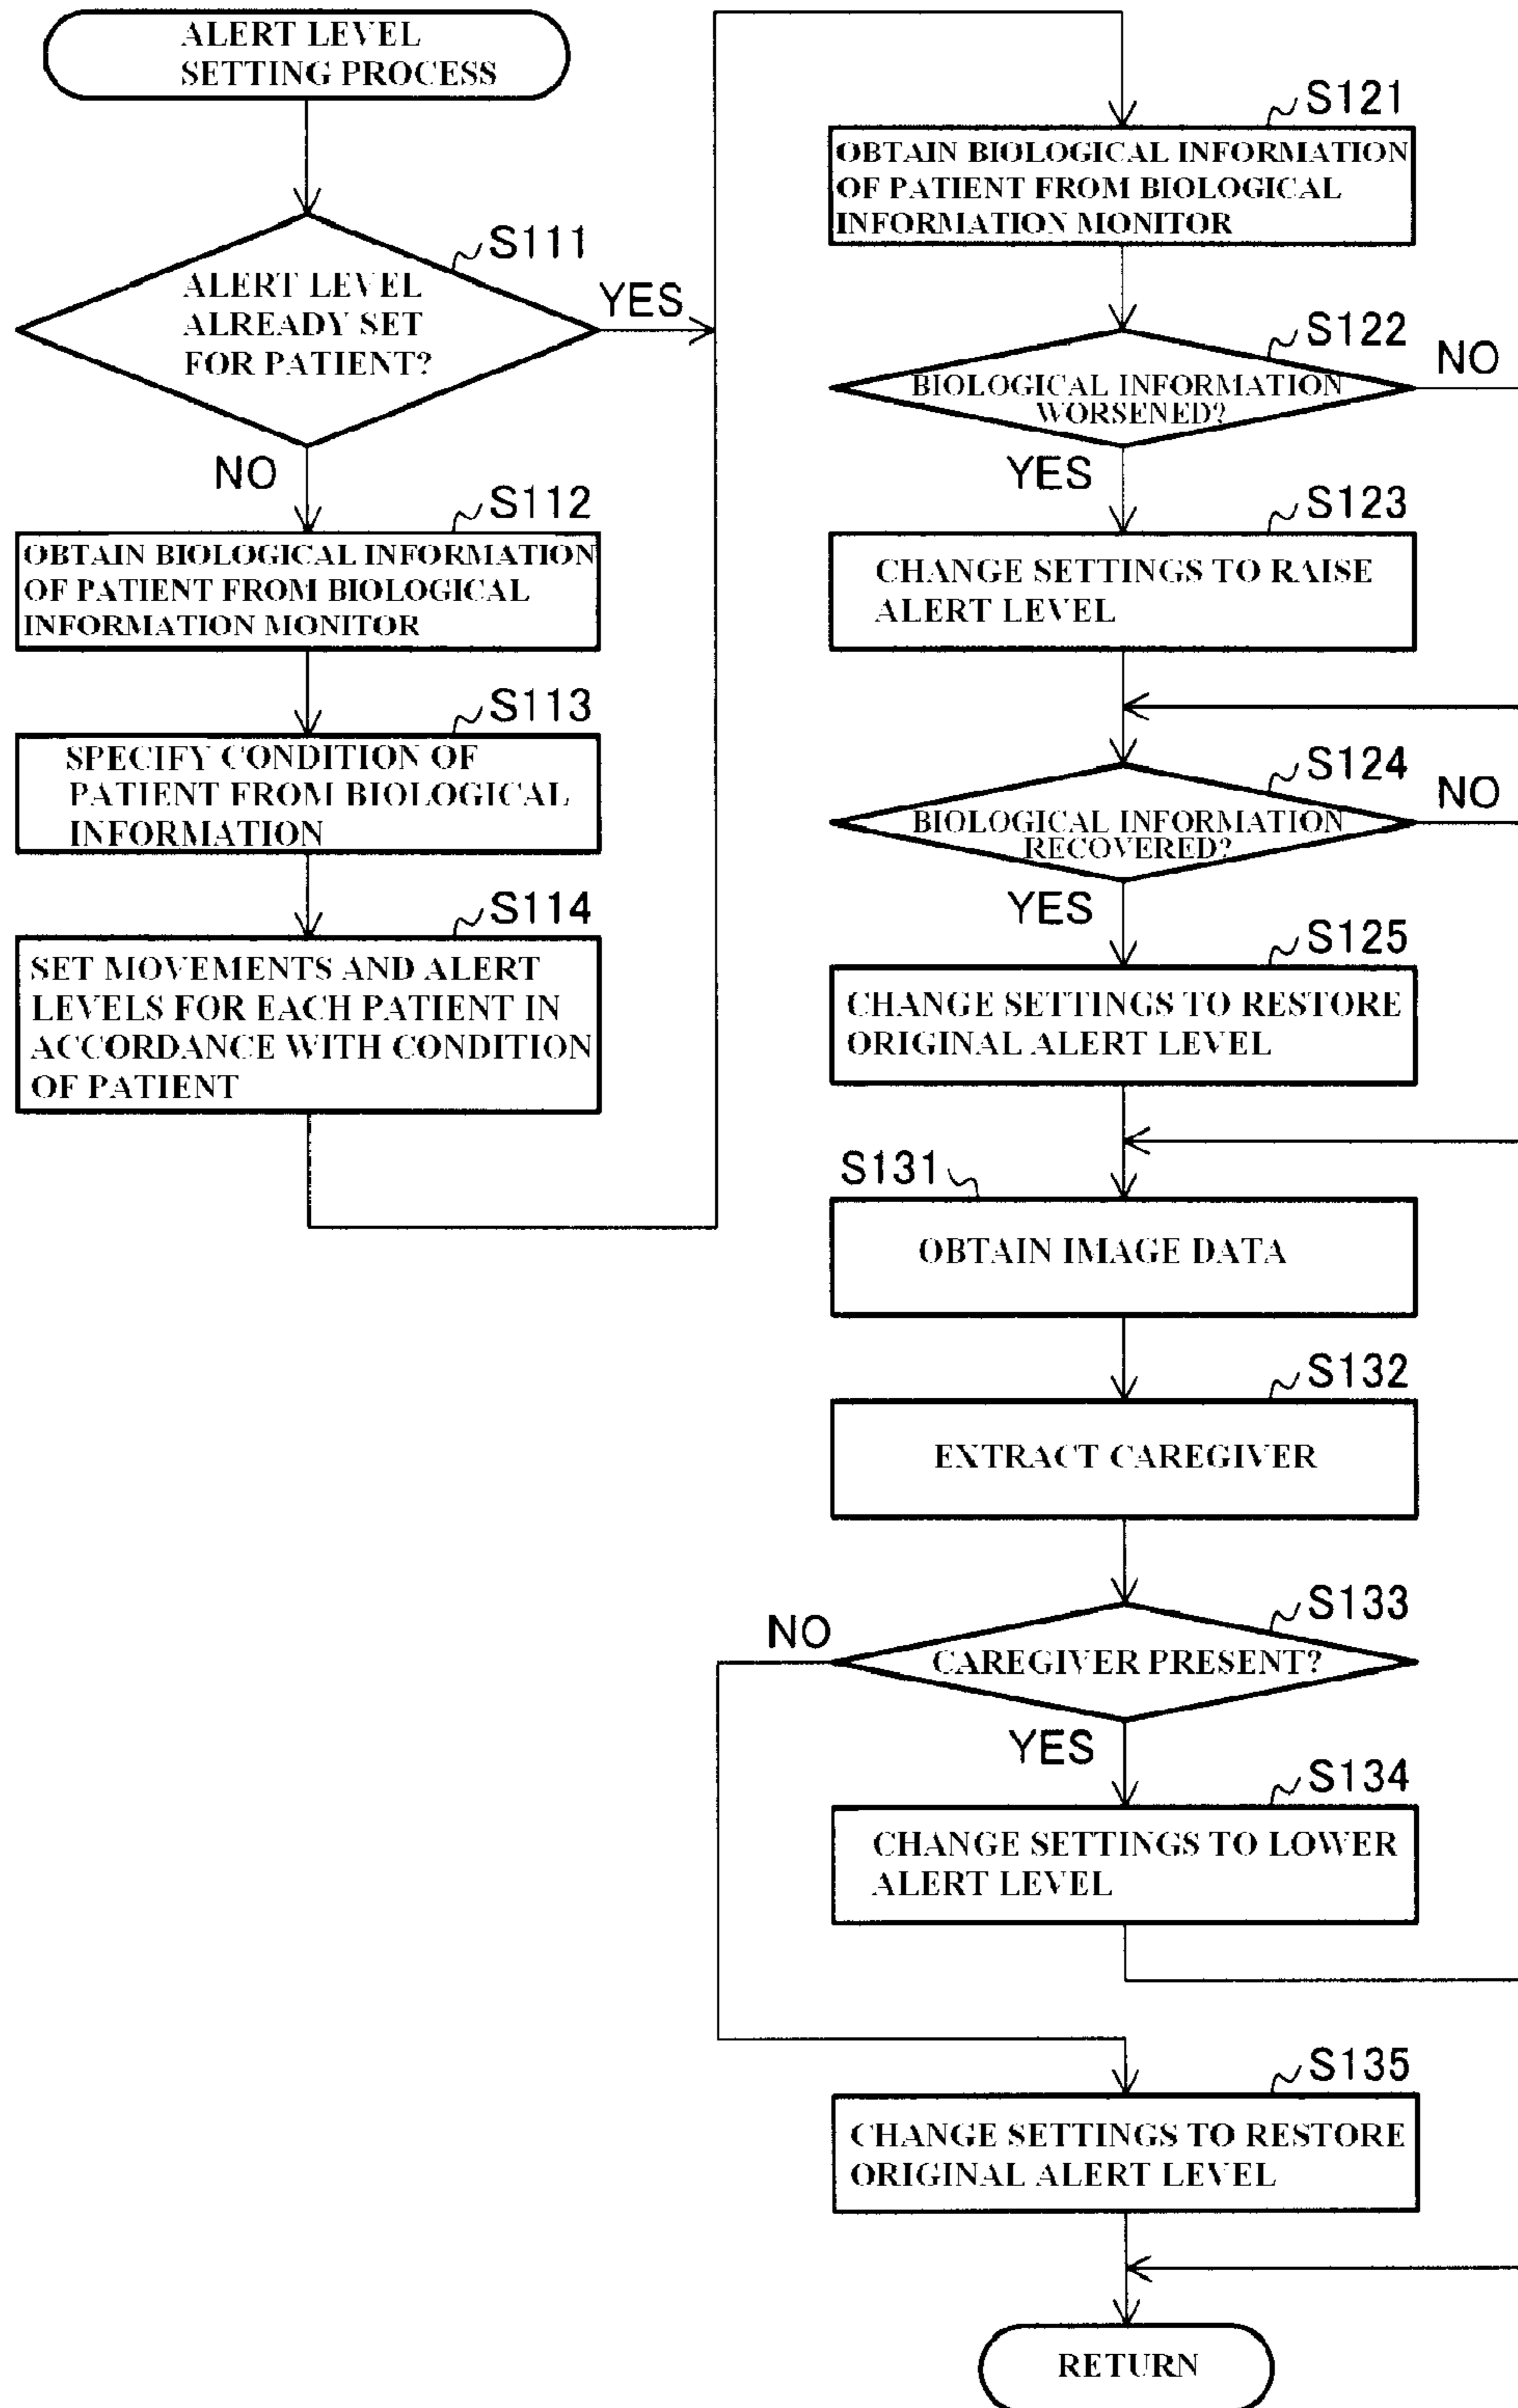 ALERT LEVEL
SETTING PROCESS
S111
ALERT LEVEL
ALREADY SET
FOR PATIENT?
YES
NO
S112
OBTAIN BIOLOGICAL INFORMATION
OF PATIENT FROM BIOLOGICAL
INFORMATION MONITOR
S113
SPECIFY CONDITION OF
PATIENT FROM BIOLOGICAL
INFORMATION
S114
SET MOVEMENTS AND ALERT
LEVELS FOR EACH PATIENT IN
ACCORDANCE WITH CONDITION
OF PATIENT
S121
OBTAIN BIOLOGICAL INFORMATION
OF PATIENT FROM BIOLOGICAL
INFORMATION MONITOR
S122
NO
BIOLOGICAL INFORMATION
WORSENED?
YES
S123
CHANGE SETTINGS TO RAISE
ALERT LEVEL
S124
NO
BIOLOGICAL INFORMATION
RECOVERED?
YES
S125
CHANGE SETTINGS TO RESTORE
ORIGINAL ALERT LEVEL
S131
OBTAIN IMAGE DATA
S132
EXTRACT CAREGIVER
S133
NO
CAREGIVER PRESENT?
YES
S134
CHANGE SETTINGS TO LOWER
ALERT LEVEL
S135
CHANGE SETTINGS TO RESTORE
ORIGINAL ALERT LEVEL
RETURN